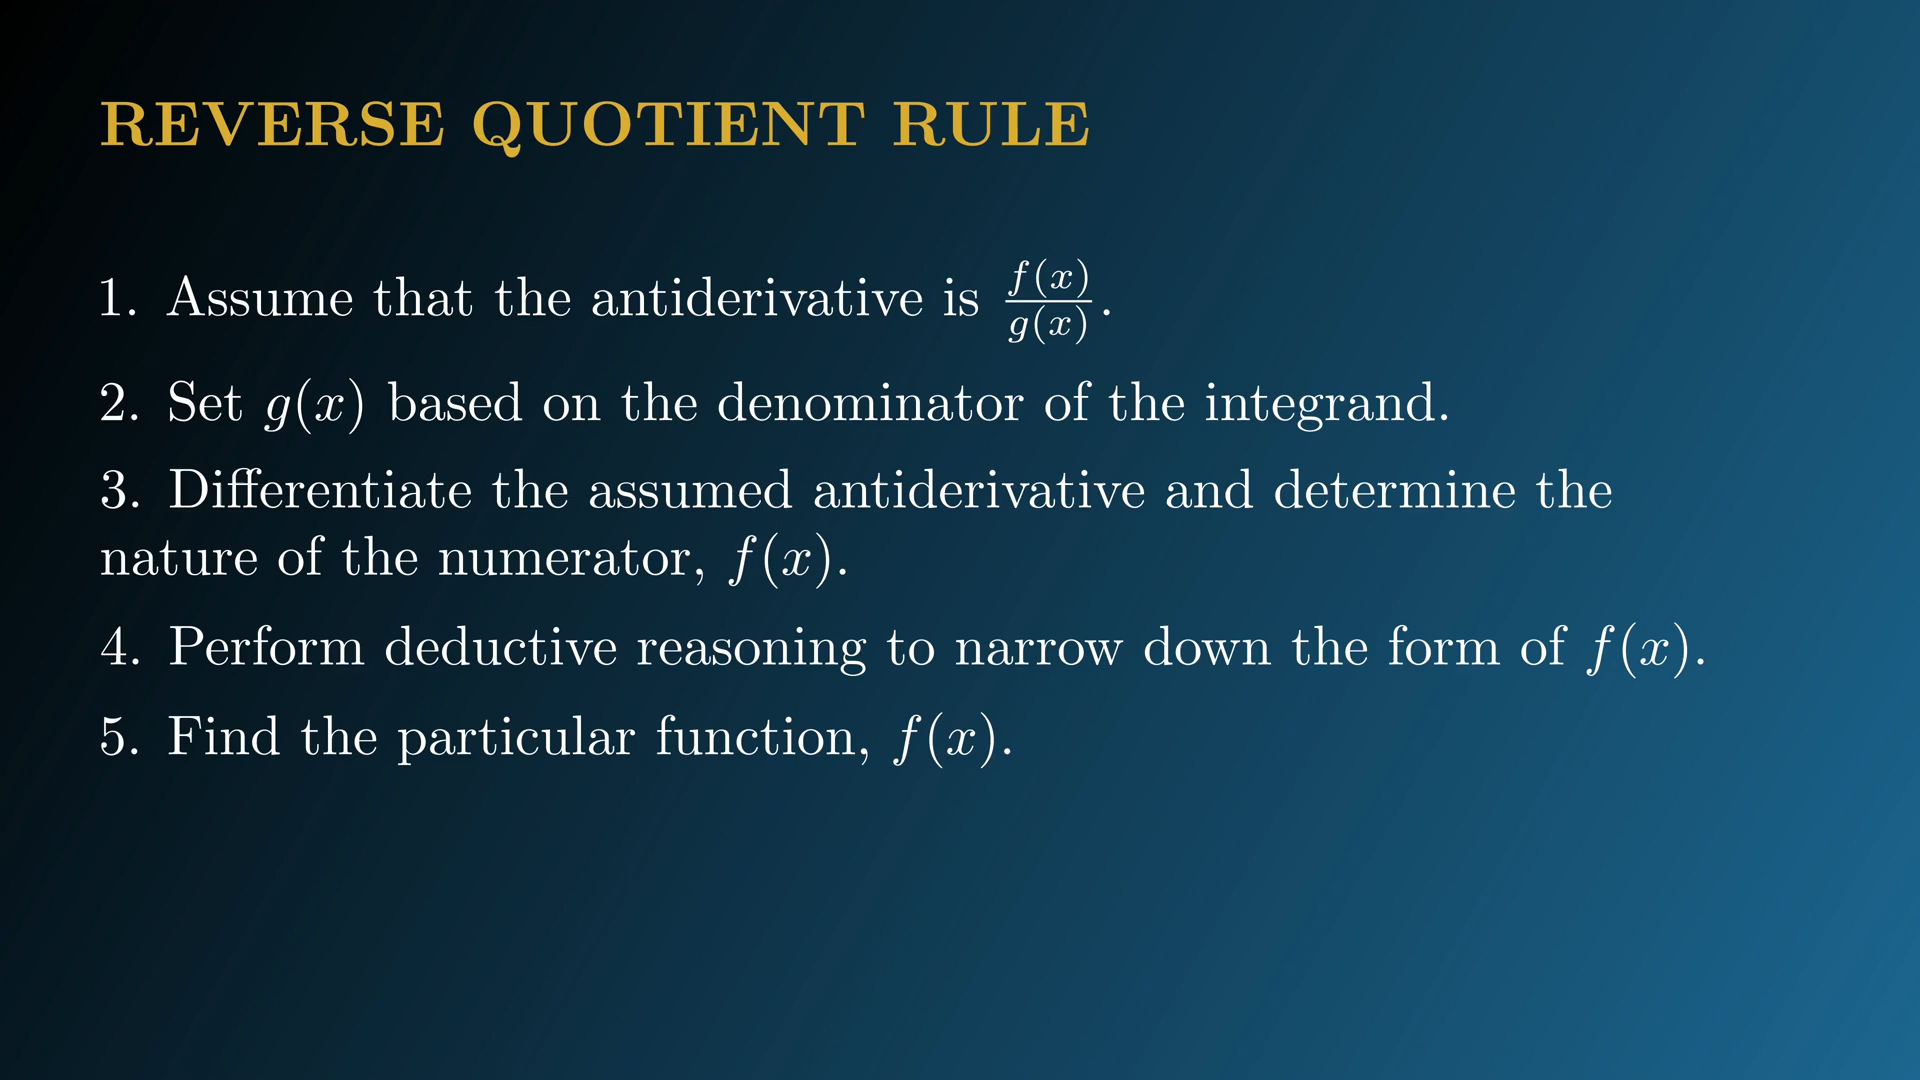 REVERSE QUOTIENT RULE
1. Assume that the antiderivative is $\frac{f(x)}{g(x)}$.
2. Set $g(x)$ based on the denominator of the integrand.
3. Differentiate the assumed antiderivative and determine the
nature of the numerator, $f(x)$.
4. Perform deductive reasoning to narrow down the form of $f(x)$.
5. Find the particular function, $f(x)$.